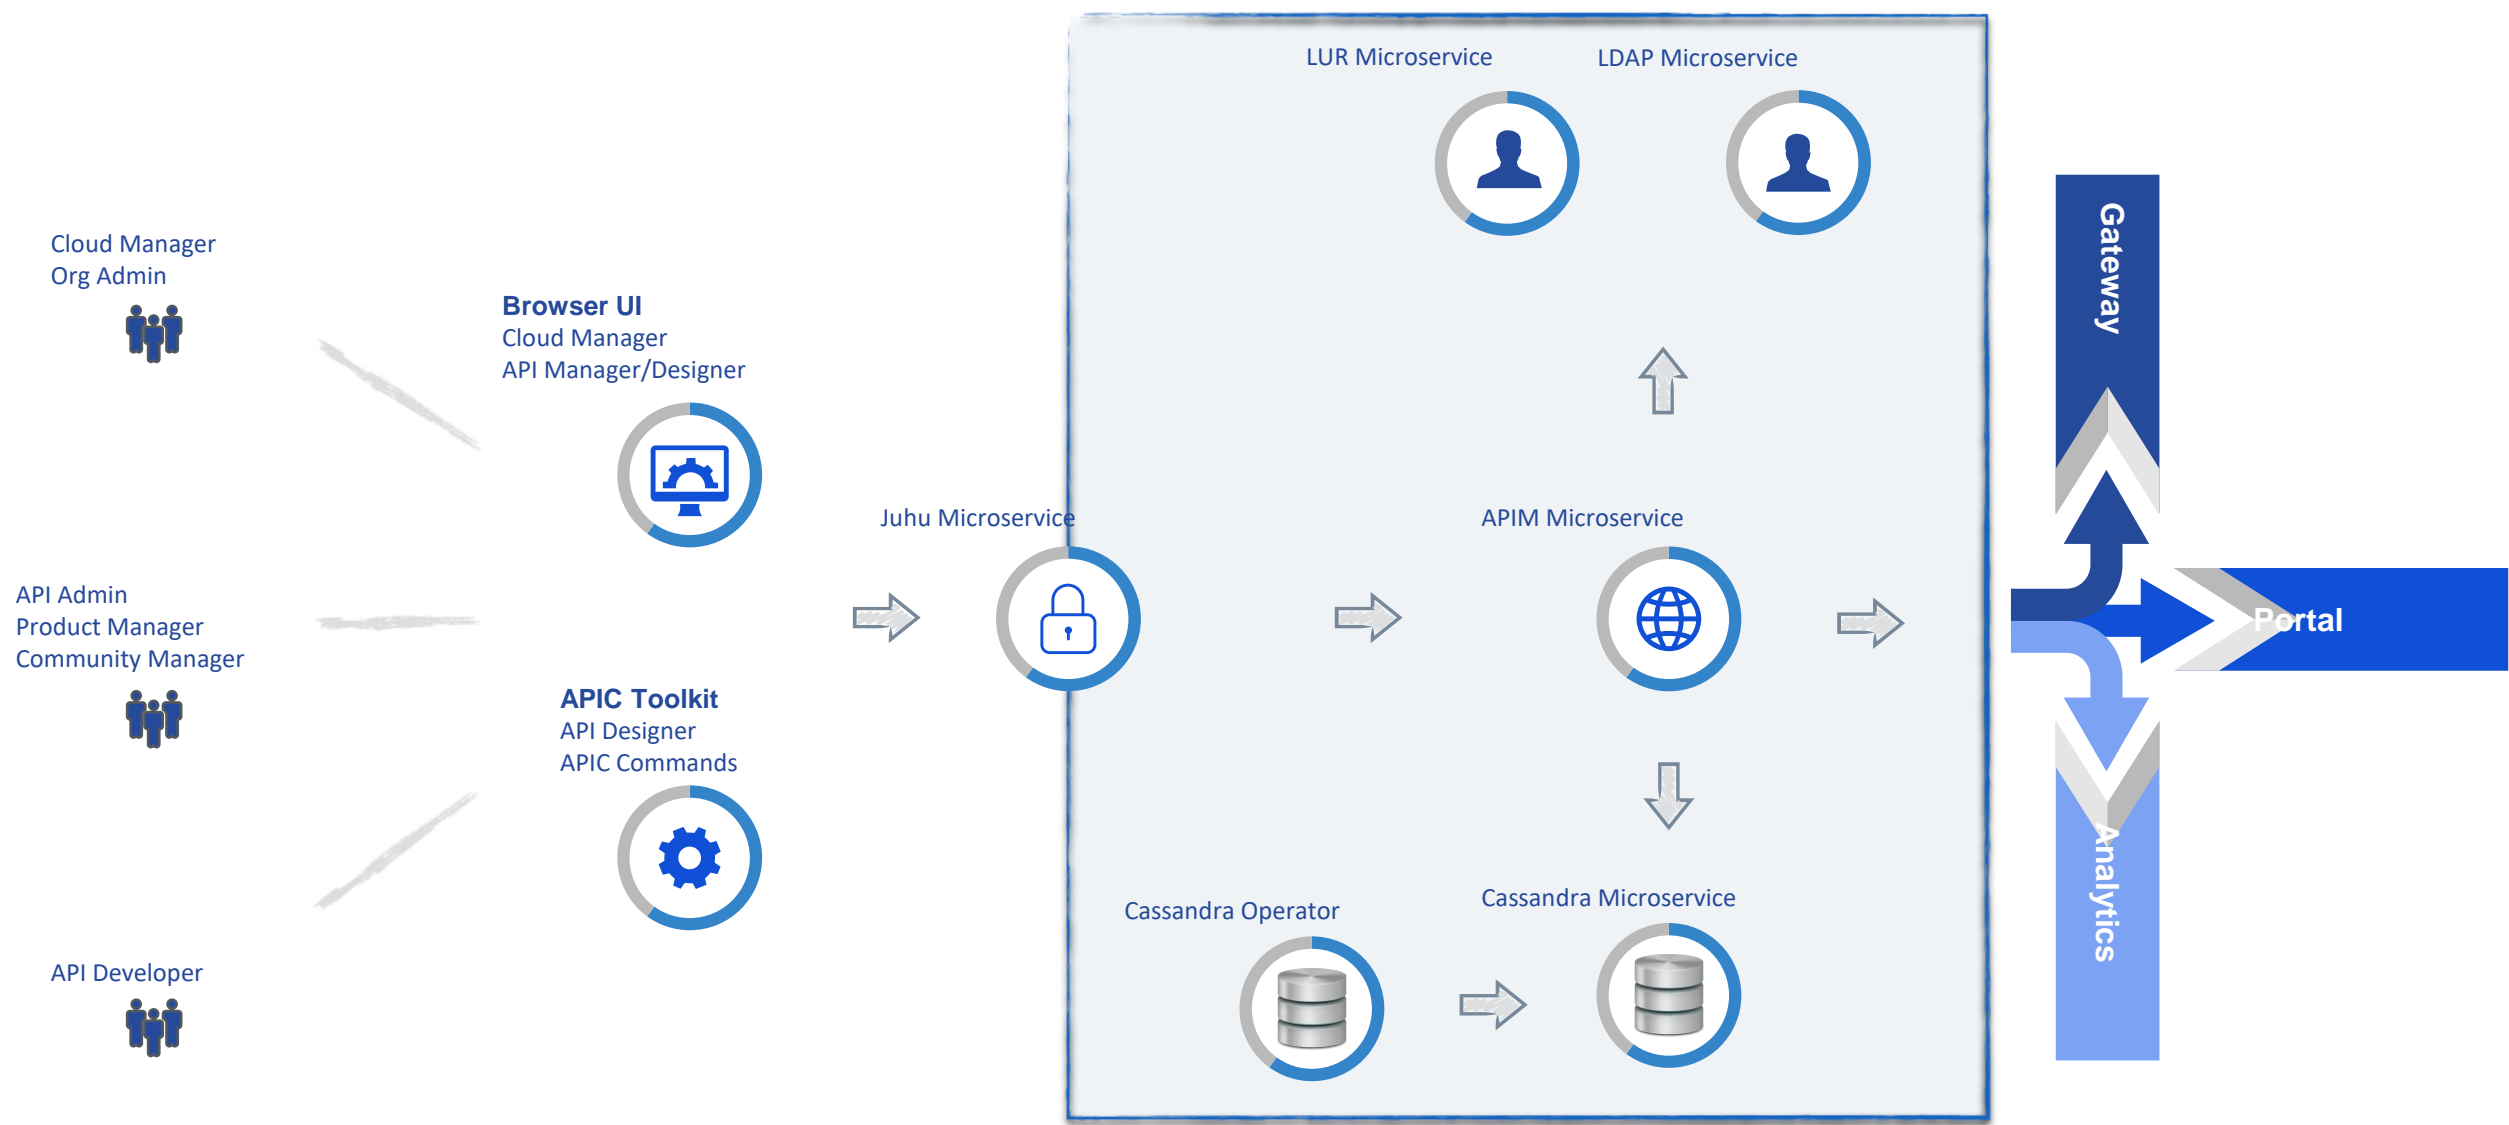 Cloud Manager
Org Admin
API Admin
Product Manager
Community Manager
API Developer
Browser UI
Cloud Manager
API Manager/Designer
APIC Toolkit
API Designer
APIC Commands
Juhu Microservice
LUR Microservice
LDAP Microservice
APIM Microservice
Cassandra Operator
Cassandra Microservice
Gateway
Portal
Analytics